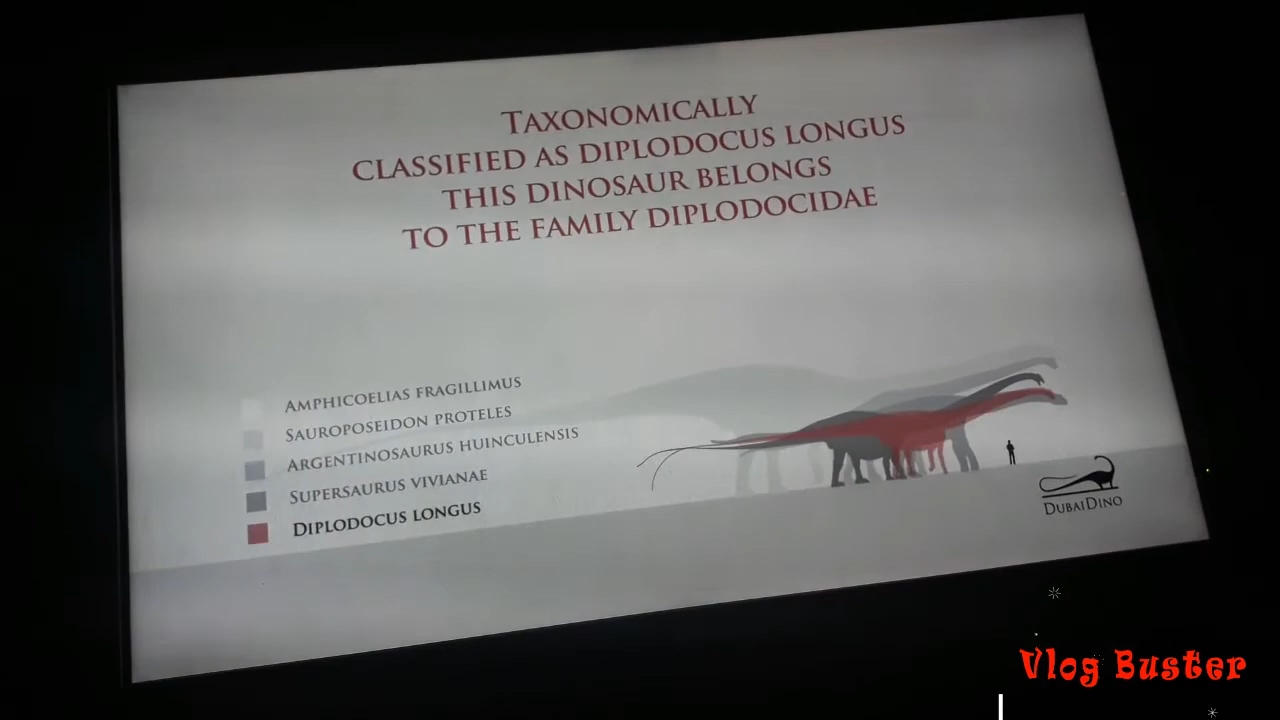 TAXONOMICALLY
CLASSIFIED AS DIPLODOCUS LONGUS
THIS DINOSAUR BELONGS
TO THE FAMILY DIPLODOCIDAE
AMPHICOELIAS FRAGILLIMUS
SAUROPOSEIDON PROTELES
ARGENTINOSAURUS HUINCULENSIS
SUPERSAURUS VIVIANAE
DIPLODOCUS LONGUS
DUBAIDINO
Vlog Buster